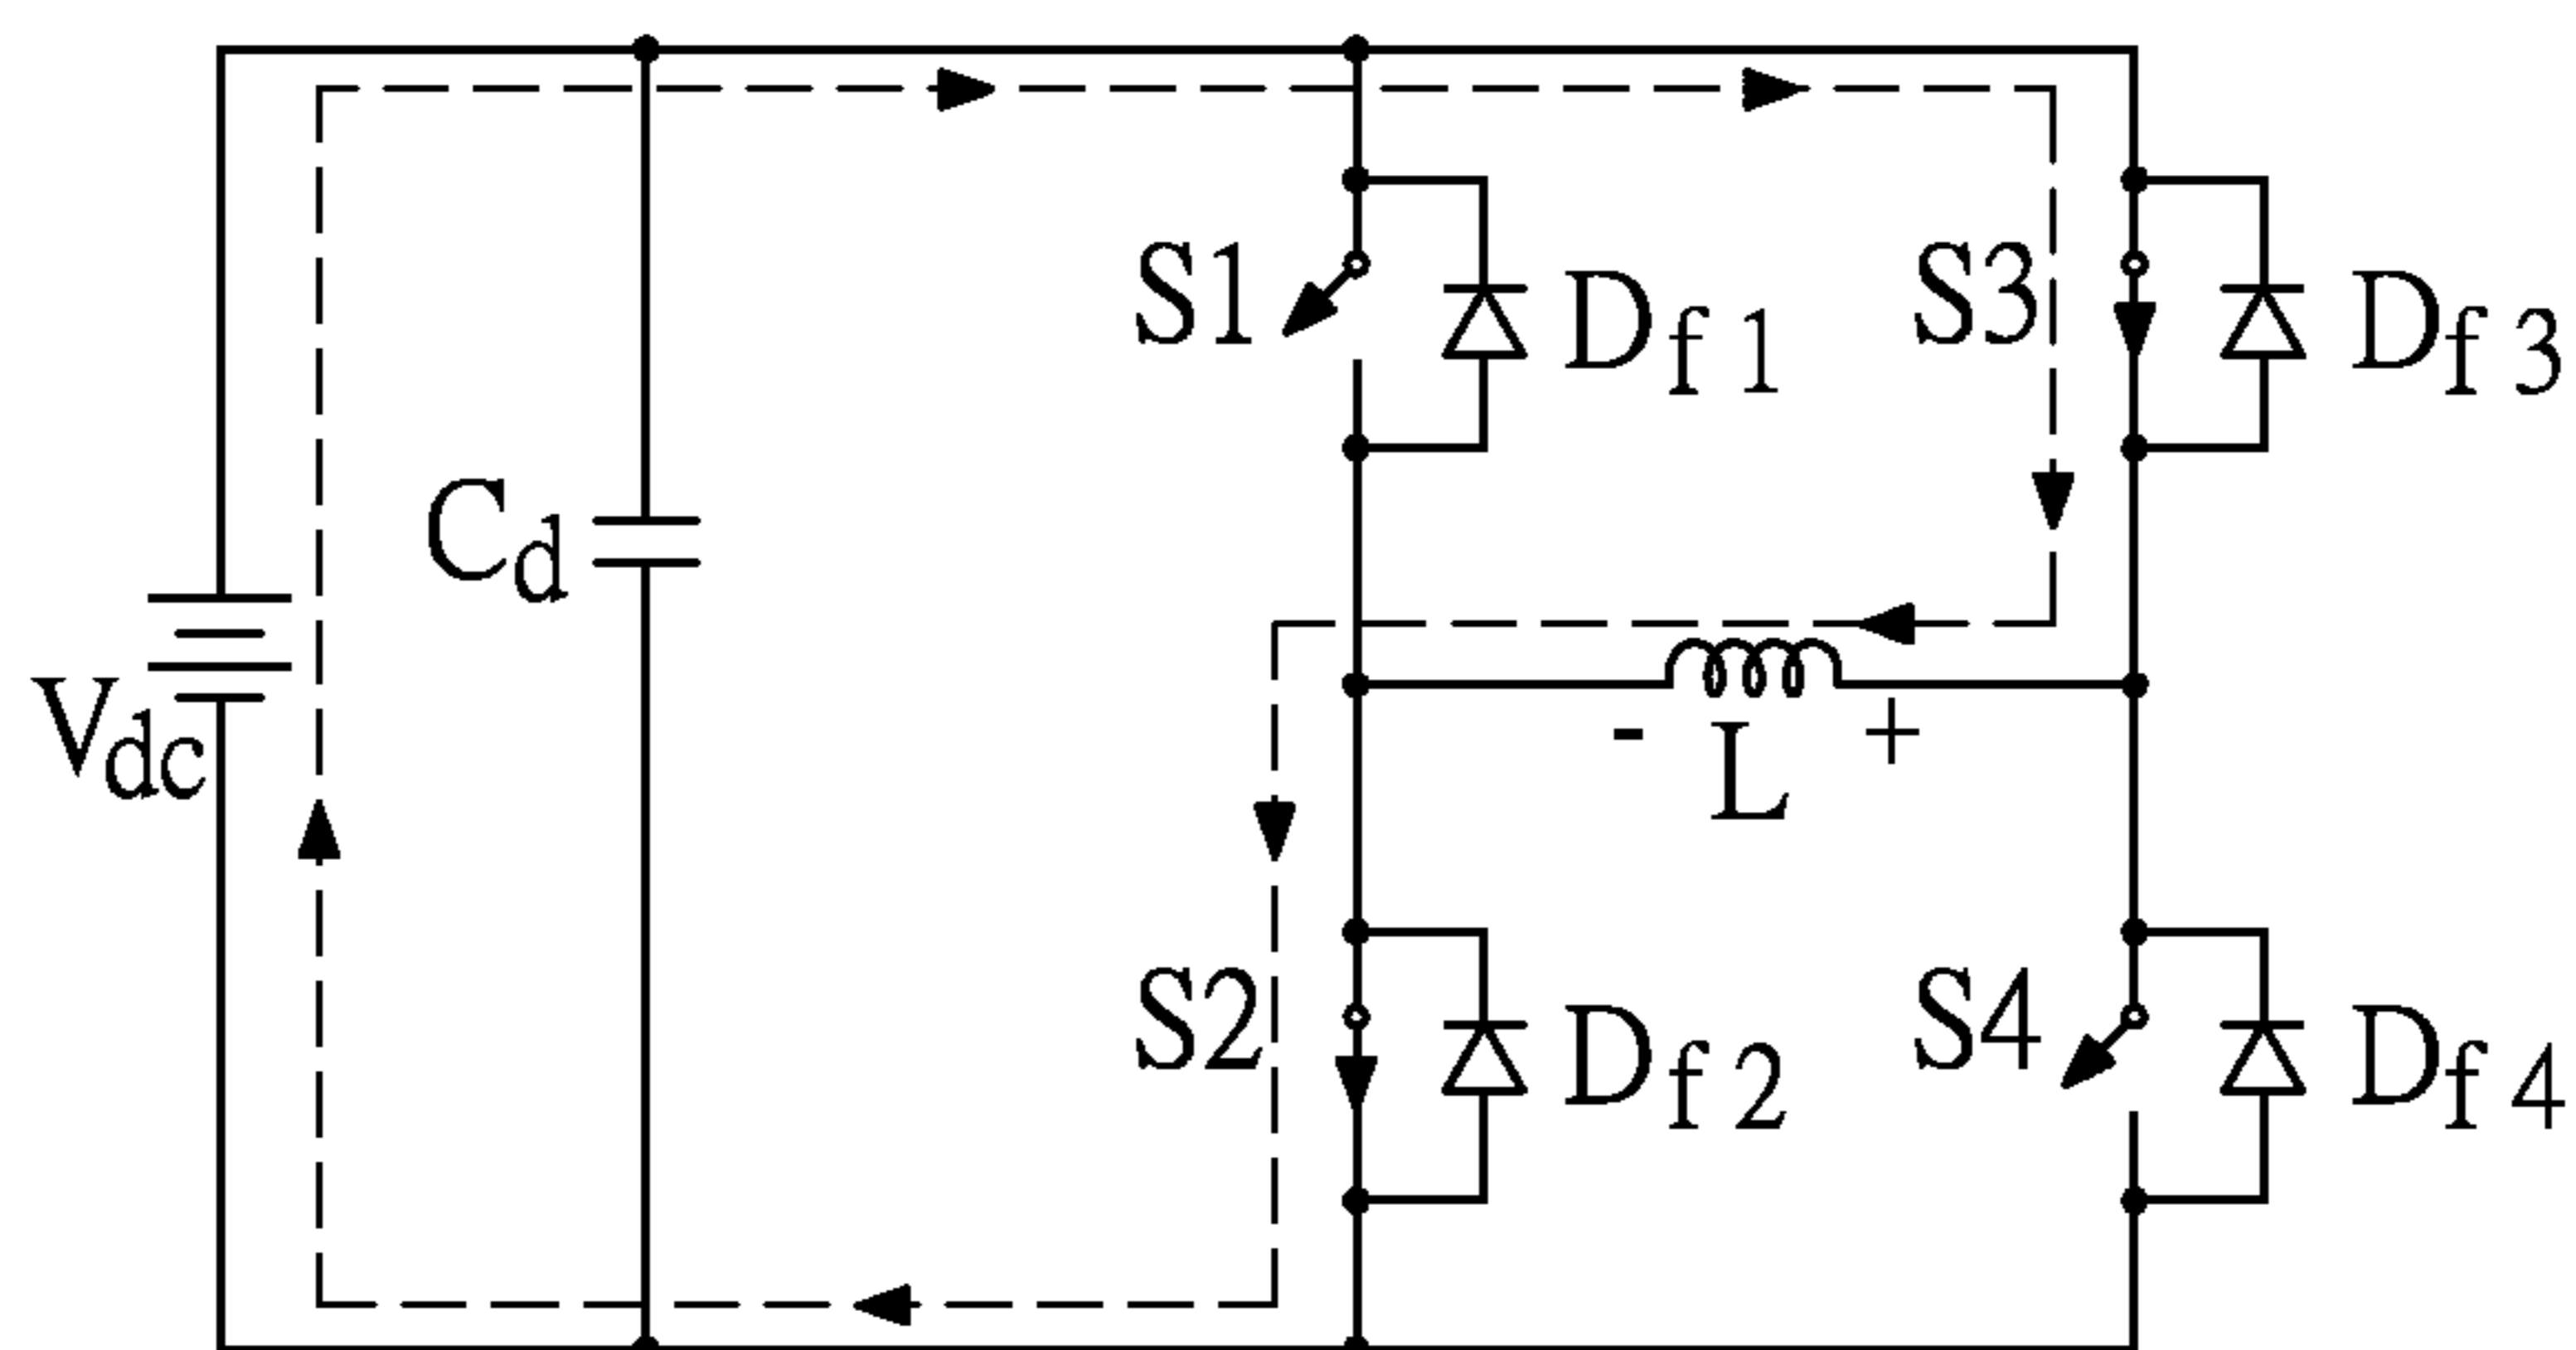 S1
Df1
S3
Df3
Cd
Vdc
- L +
S2
Df2
S4
Df4